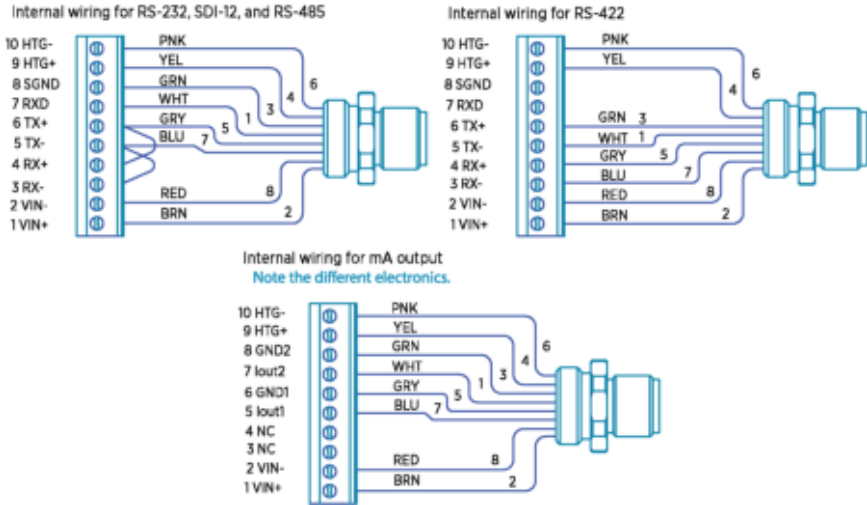 Internal wiring for RS-232, SDI-12, and RS-485
10 HTG-
9 HTG+
8 SGND
7 RXD
6 TX+
5 TX-
4 RX+
3 RX-
2 VIN-
1 VIN+
PNK
YEL
GRN
WHT
GRY
BLU
RED
BRN
6
4
3
1
5
7
8
2
Internal wiring for RS-422
10 HTG-
9 HTG+
8 SGND
7 RXD
6 TX+
5 TX-
4 RX+
3 RX-
2 VIN-
1 VIN+
PNK
YEL
GRN 3
WHT 1
GRY
BLU
RED
BRN
6
4
5
7
8
2
Internal wiring for mA output
Note the different electronics.
10 HTG-
9 HTG+
8 GND2
7 Iout2
6 GND1
5 Iout1
4 NC
3 NC
2 VIN-
1 VIN+
PNK
YEL
GRN
WHT
GRY
BLU
RED
BRN
6
4
3
1
5
7
8
2